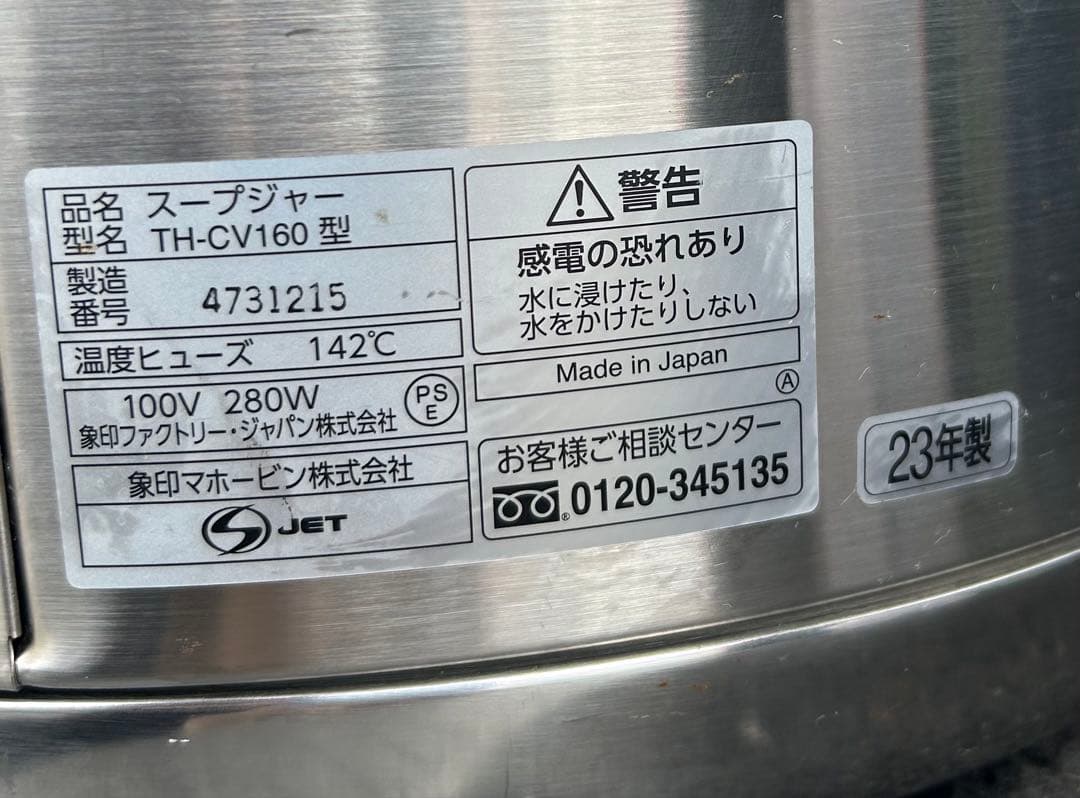 品名 スープジャー
型名 TH-CV160 型
製造
番号 4731215
温度ヒューズ 142℃
100V 280W
PS
E
象印ファクトリー・ジャパン株式会社
象印マホービン株式会社
S JET
警告
感電の恐れあり
水に浸けたり、
水をかけたりしない
Made in Japan
A
お客様ご相談センター
® 0120-345135
23年製